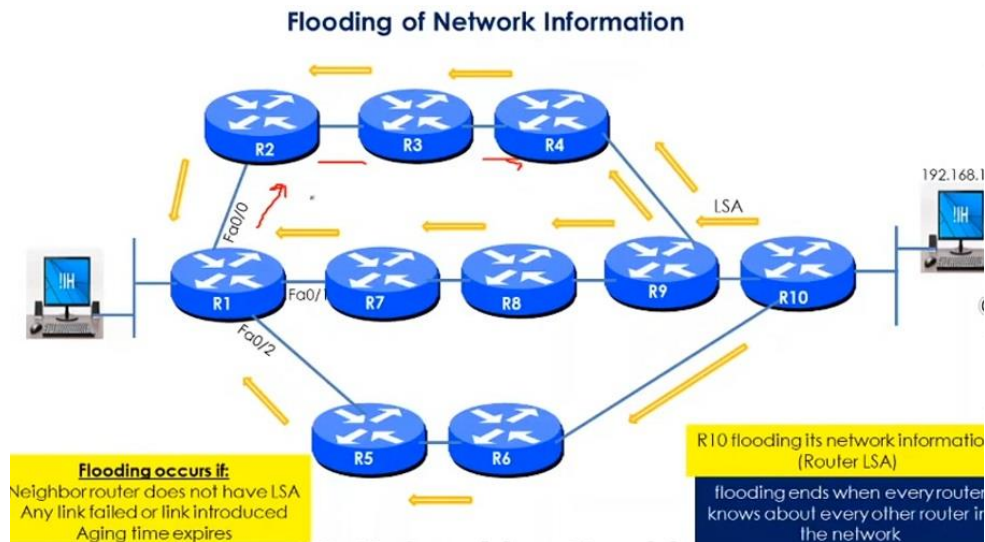 Flooding of Network Information
R2
R3
R4
LSA
192.168.1
Fa0/0
R1
Fa0/1
R7
R8
R9
R10
Fa0/2
R5
R6
Flooding occurs if:
Neighbor router does not have LSA
Any link failed or link introduced
Aging time expires
R10 flooding its network informatio
(Router LSA)
flooding ends when every router
knows about every other router in
the network